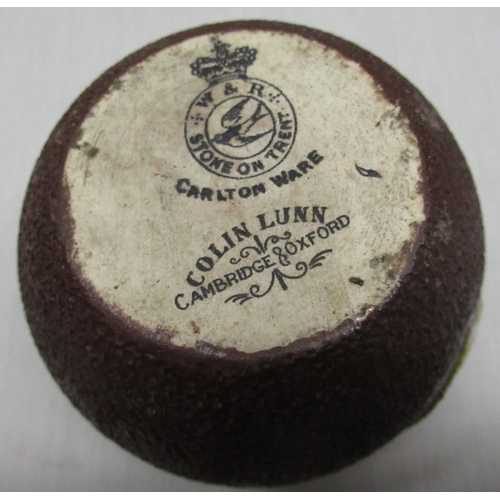 W & R
STOKE ON TRENT
CARLTON WARE
COLIN LUNN
CAMBRIDGE & OXFORD